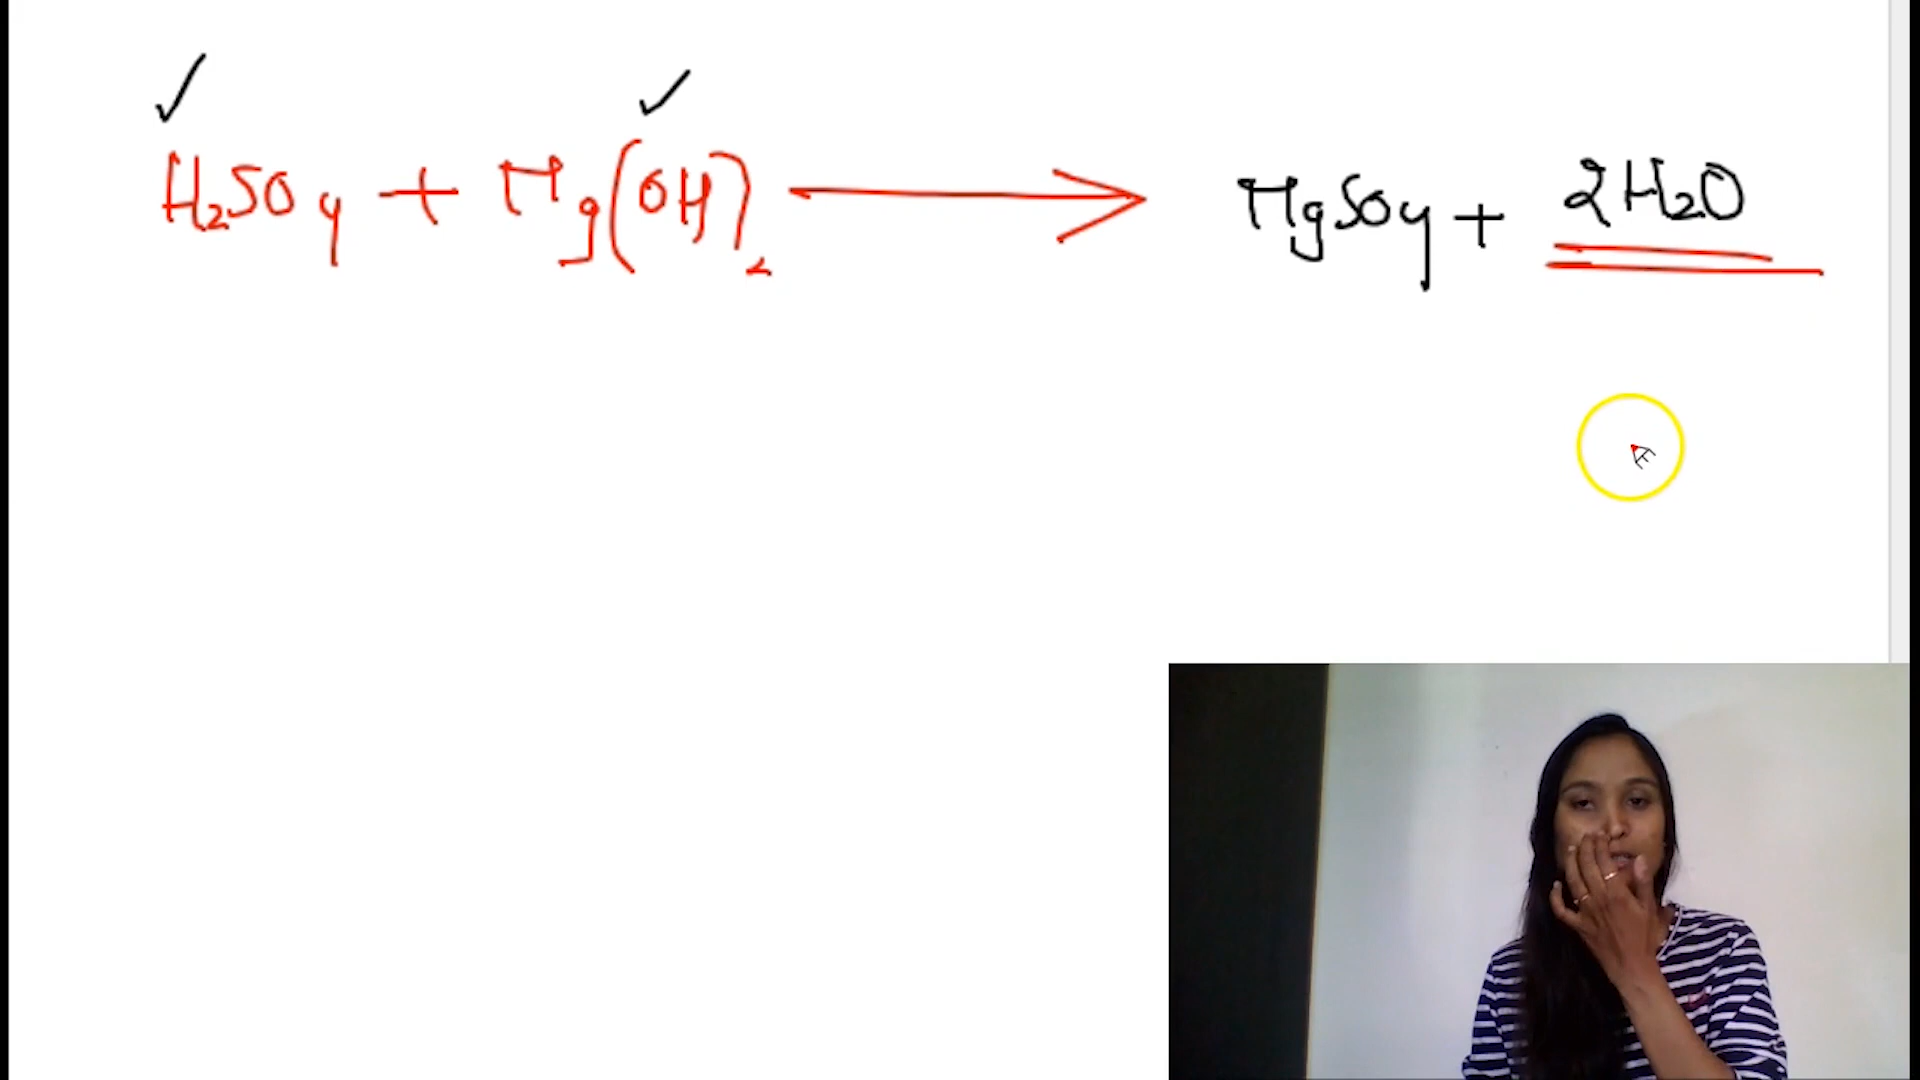 H₂SO₄ + Mg(OH)₂ ⟶ MgSO₄ + 2H₂O